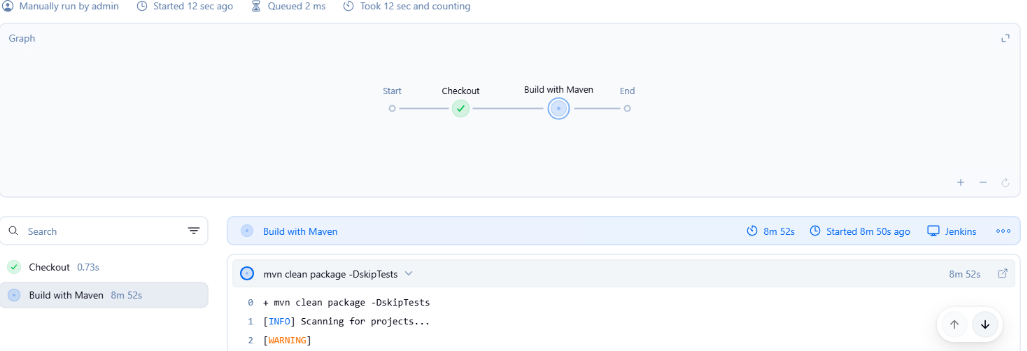 Manually run by admin Started 12 sec ago Queued 2 ms Took 12 sec and counting
Graph
Start Checkout Build with Maven End
Search
Build with Maven 8m 52s Started 8m 50s ago Jenkins
Checkout 0.73s
mvn clean package -DskipTests 8m 52s
Build with Maven 8m 52s
0 + mvn clean package -DskipTests
1 [INFO] Scanning for projects...
2 [WARNING]